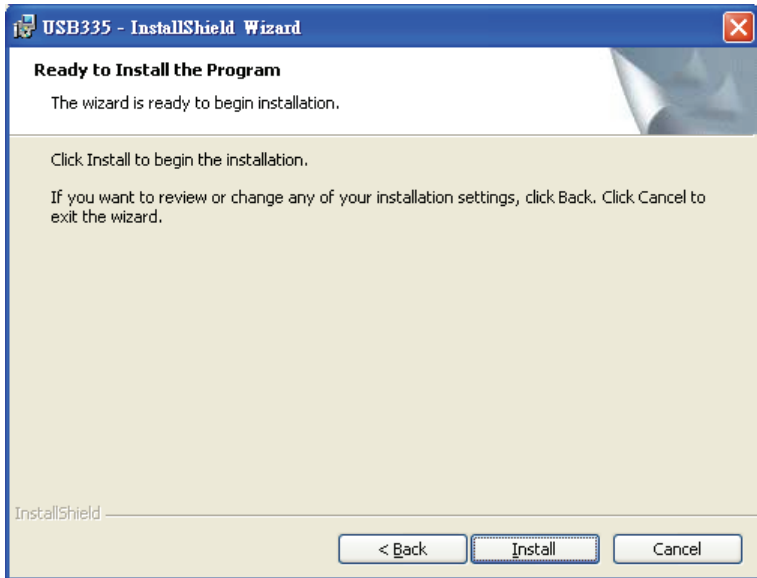 USB335 - InstallShield Wizard
Ready to Install the Program
The wizard is ready to begin installation.
Click Install to begin the installation.
If you want to review or change any of your installation settings, click Back. Click Cancel to
exit the wizard.
InstallShield
< Back
Install
Cancel